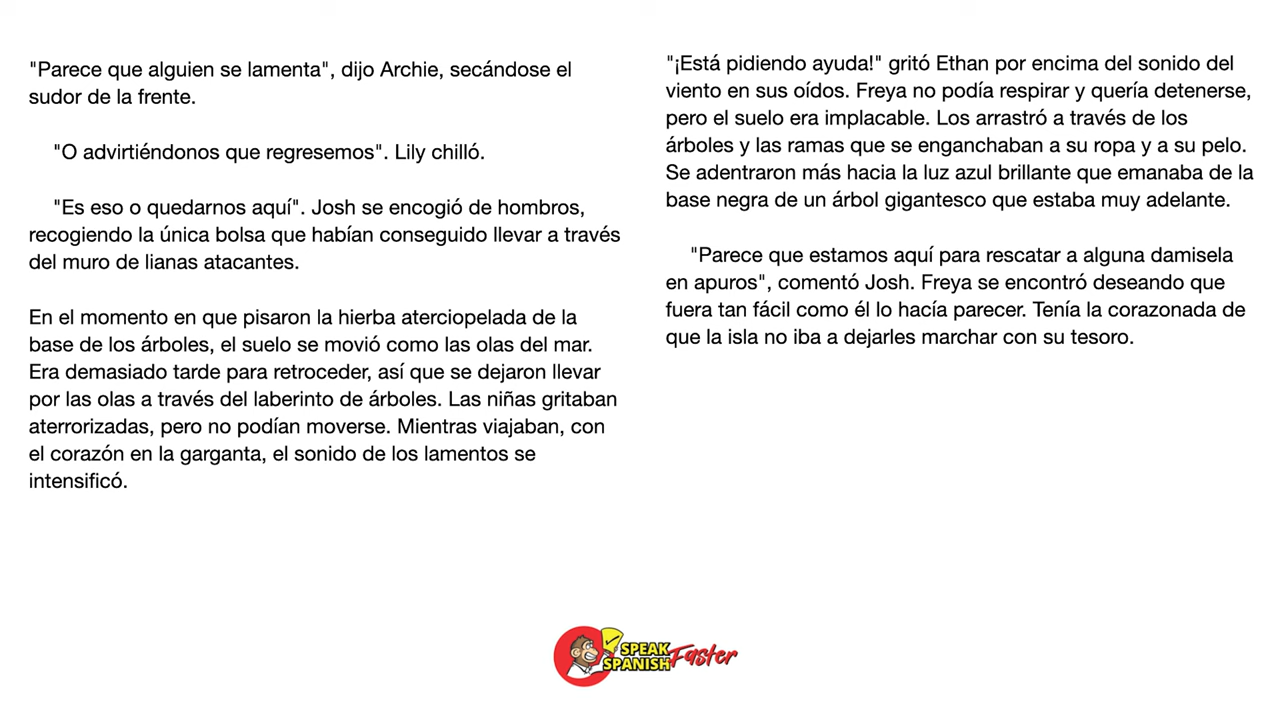 "Parece que alguien se lamenta", dijo Archie, secándose el
sudor de la frente.
"O advirtiéndonos que regresemos". Lily chilló.
"Es eso o quedarnos aquí". Josh se encogió de hombros,
recogiendo la única bolsa que habían conseguido llevar a través
del muro de lianas atacantes.
En el momento en que pisaron la hierba aterciopelada de la
base de los árboles, el suelo se movió como las olas del mar.
Era demasiado tarde para retroceder, así que se dejaron llevar
por las olas a través del laberinto de árboles. Las niñas gritaban
aterrorizadas, pero no podían moverse. Mientras viajaban, con
el corazón en la garganta, el sonido de los lamentos se
intensificó.
"¡Está pidiendo ayuda!" gritó Ethan por encima del sonido del
viento en sus oídos. Freya no podía respirar y quería detenerse,
pero el suelo era implacable. Los arrastró a través de los
árboles y las ramas que se enganchaban a su ropa y a su pelo.
Se adentraron más hacia la luz azul brillante que emanaba de la
base negra de un árbol gigantesco que estaba muy adelante.
"Parece que estamos aquí para rescatar a alguna damisela
en apuros", comentó Josh. Freya se encontró deseando que
fuera tan fácil como él lo hacía parecer. Tenía la corazonada de
que la isla no iba a dejarles marchar con su tesoro.
SPEAK
SPANISH Faster